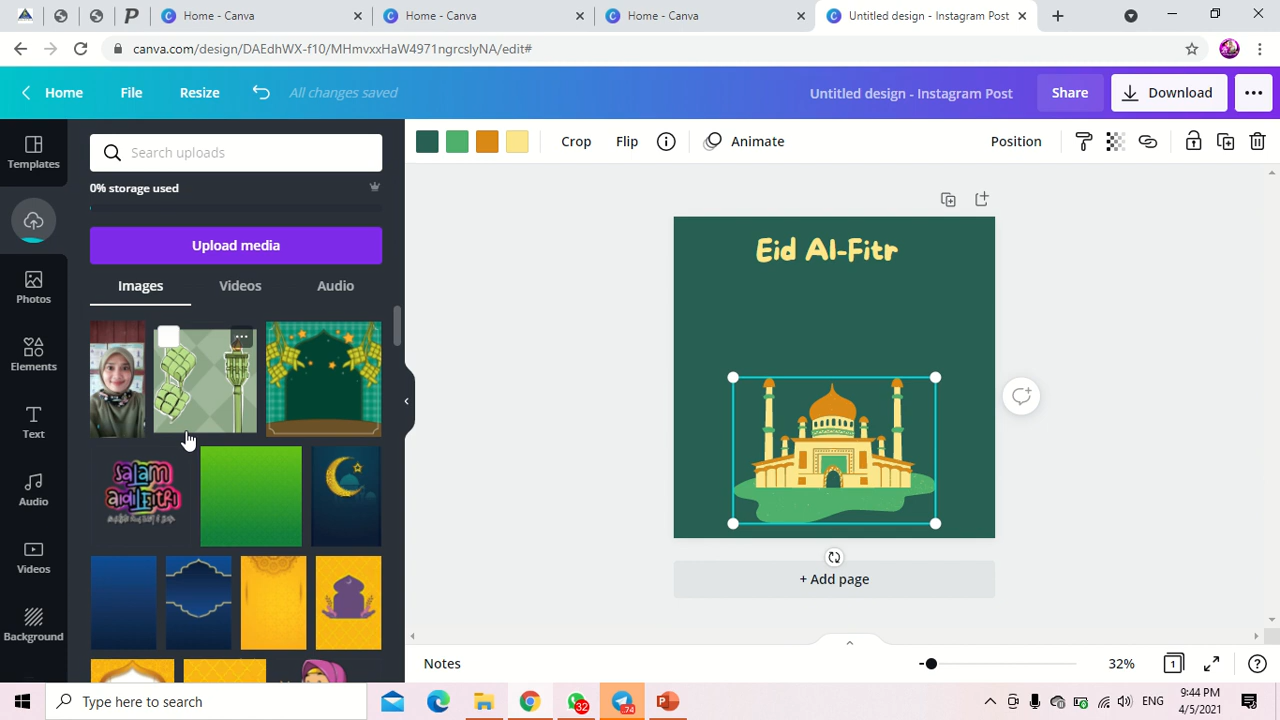 Home - Canva
Home - Canva
Home - Canva
Untitled design - Instagram Post
canva.com/design/DAEdhWX-f10/MHmvxxHaW4971ngrcslyNA/edit#
Home File Resize All changes saved Untitled design - Instagram Post Share Download
Search uploads
Crop Flip Animate Position
Templates
0% storage used
Upload media
Images Videos Audio
Photos
Elements
Text
Audio
Videos
Background
salam
aidilfitri
Eid Al-Fitr
+ Add page
Notes
32%
1
Type here to search
32
74
ENG
9:44 PM
4/5/2021